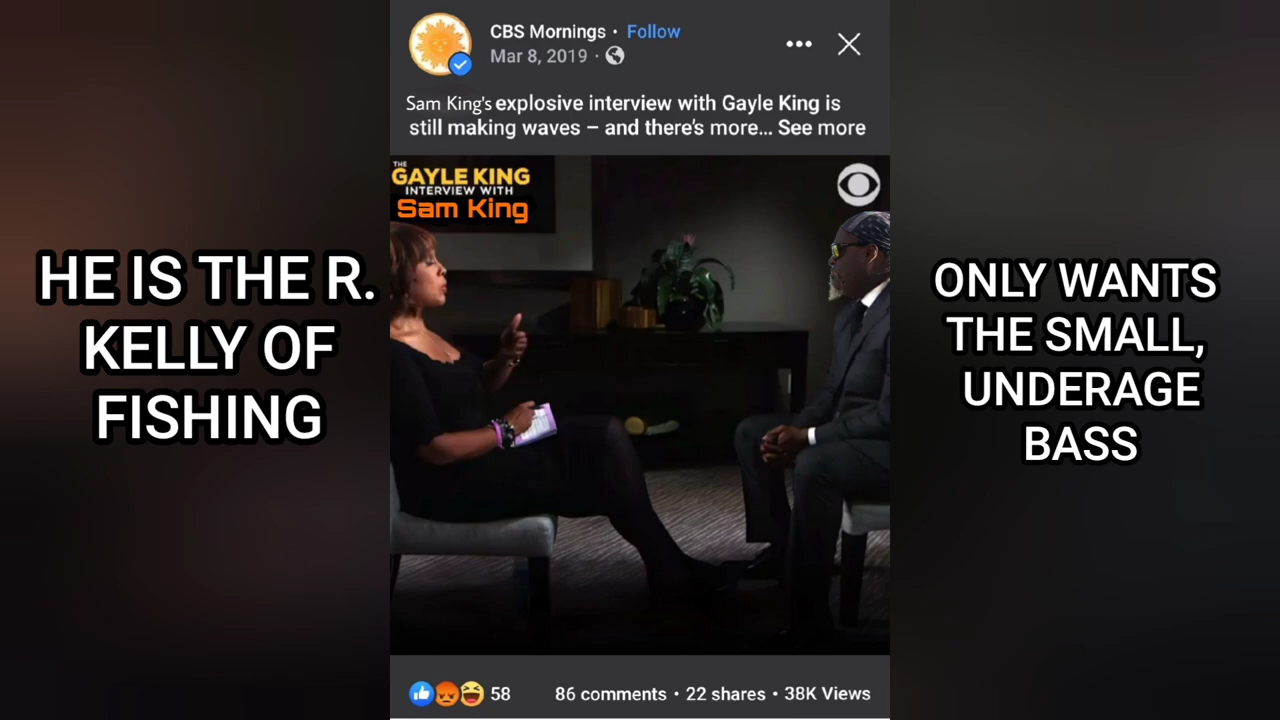 CBS Mornings • Follow
Mar 8, 2019 ·
Sam King's explosive interview with Gayle King is
still making waves – and there's more... See more
THE
GAYLE KING
INTERVIEW WITH
Sam King
HE IS THE R.
KELLY OF
FISHING
ONLY WANTS
THE SMALL,
UNDERAGE
BASS
58
86 comments • 22 shares • 38K Views